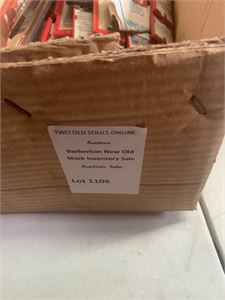 TWO OLD SOULS ONLINE
Auctions
Barberton New Old
Stock Inventory Sale
Auction Sale
Lot 1106